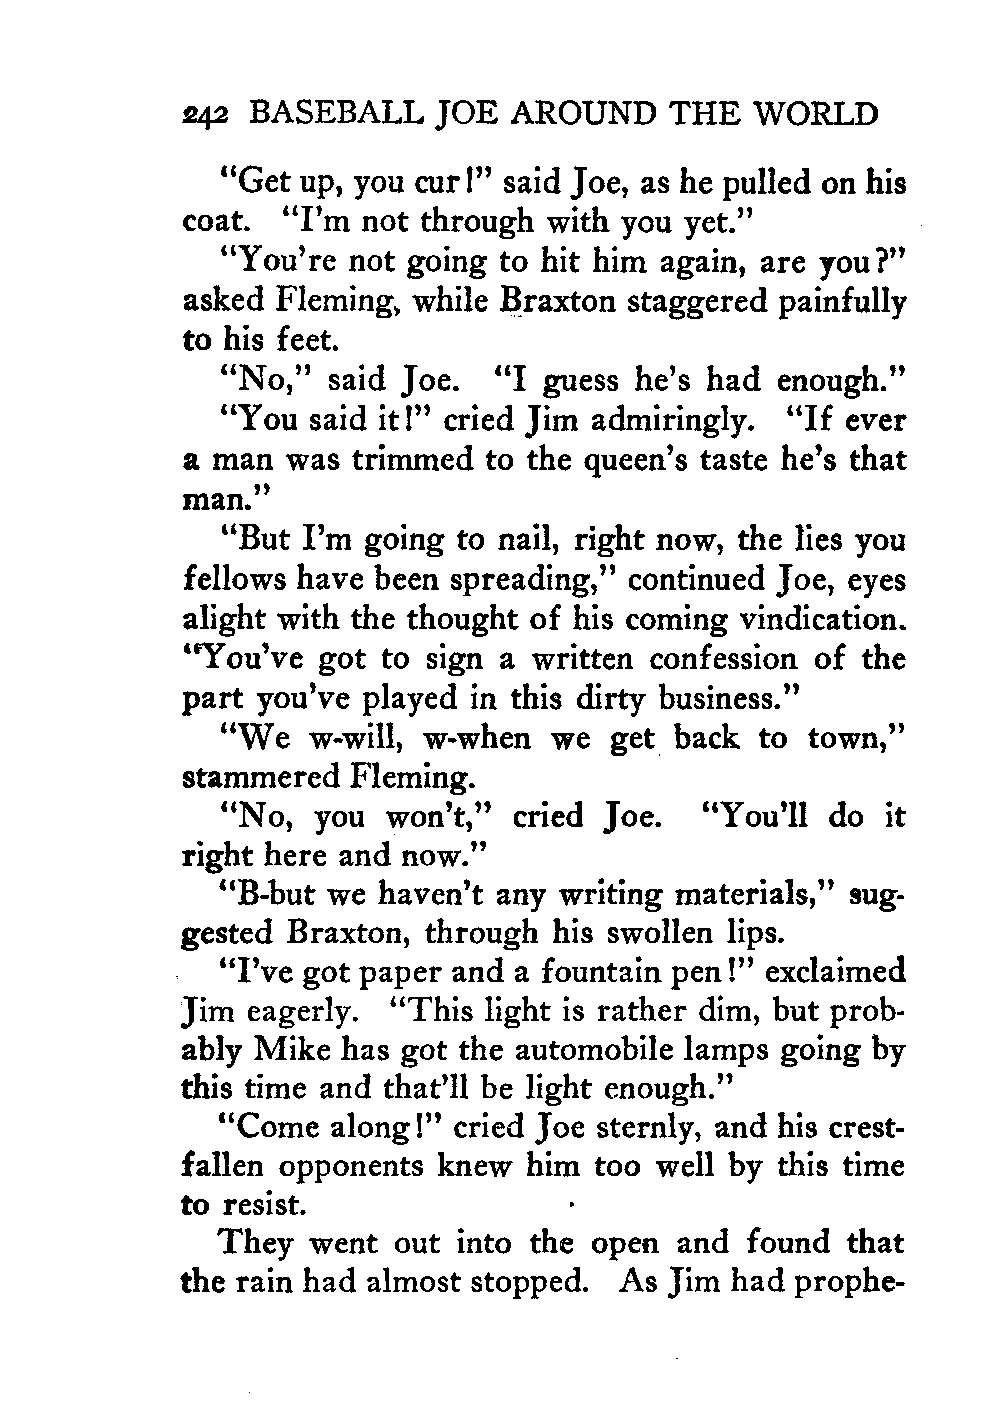 242 BASEBALL JOE AROUND THE WORLD
"Get up, you cur!" said Joe, as he pulled on his
coat. "I'm not through with you yet."
"You're not going to hit him again, are you?"
asked Fleming, while Braxton staggered painfully
to his feet.
"No," said Joe. "I guess he's had enough."
"You said it!" cried Jim admiringly. "If ever
a man was trimmed to the queen's taste he's that
man."
"But I'm going to nail, right now, the lies you
fellows have been spreading," continued Joe, eyes
alight with the thought of his coming vindication.
"You've got to sign a written confession of the
part you've played in this dirty business."
"We w-will, w-when we get back to town,"
stammered Fleming.
"No, you won't," cried Joe. "You'll do it
right here and now."
"B-but we haven't any writing materials," sug-
gested Braxton, through his swollen lips.
"I've got paper and a fountain pen!" exclaimed
Jim eagerly. "This light is rather dim, but prob-
ably Mike has got the automobile lamps going by
this time and that'll be light enough."
"Come along!" cried Joe sternly, and his crest-
fallen opponents knew him too well by this time
to resist.
They went out into the open and found that
the rain had almost stopped. As Jim had prophe-